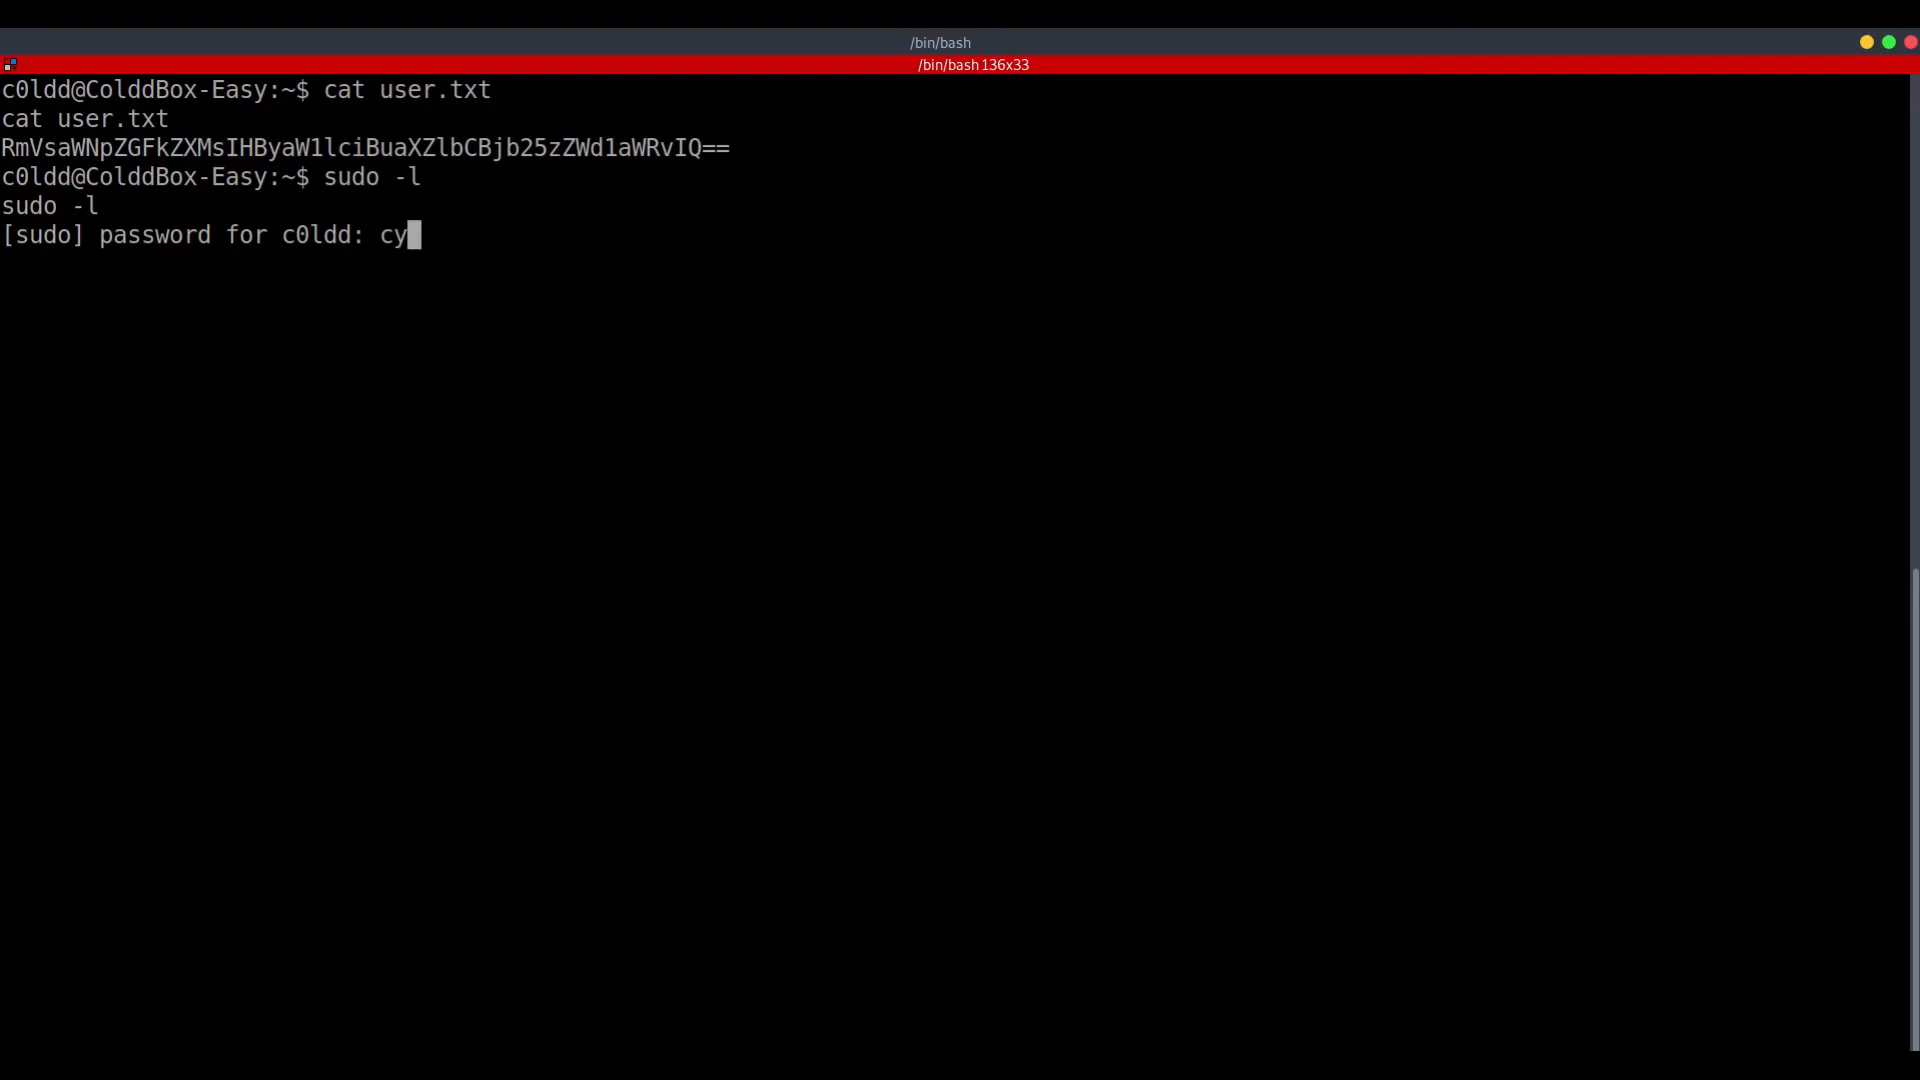 /bin/bash
/bin/bash 136x33
c0ldd@ColddBox-Easy:~$ cat user.txt
cat user.txt
RmVsaWNpZGFkZXMsIHByaW1lciBuaXZlbCBjb25zZWd1aWRvIQ==
c0ldd@ColddBox-Easy:~$ sudo -l
sudo -l
[sudo] password for c0ldd: cy